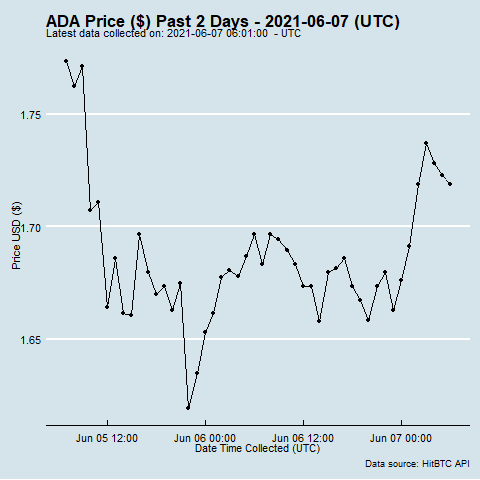 ADA Price ($) Past 2 Days - 2021-06-07 (UTC)
Latest data collected on: 2021-06-07 06:01:00 - UTC
1.75
1.70
1.65
Price USD ($)
Jun 05 12:00 Jun 06 00:00 Jun 06 12:00 Jun 07 00:00
Date Time Collected (UTC)
Data source: HitBTC API